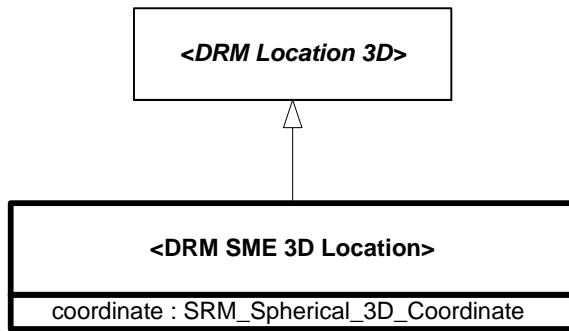 <DRM Location 3D>
<DRM SME 3D Location>
coordinate : SRM_Spherical_3D_Coordinate